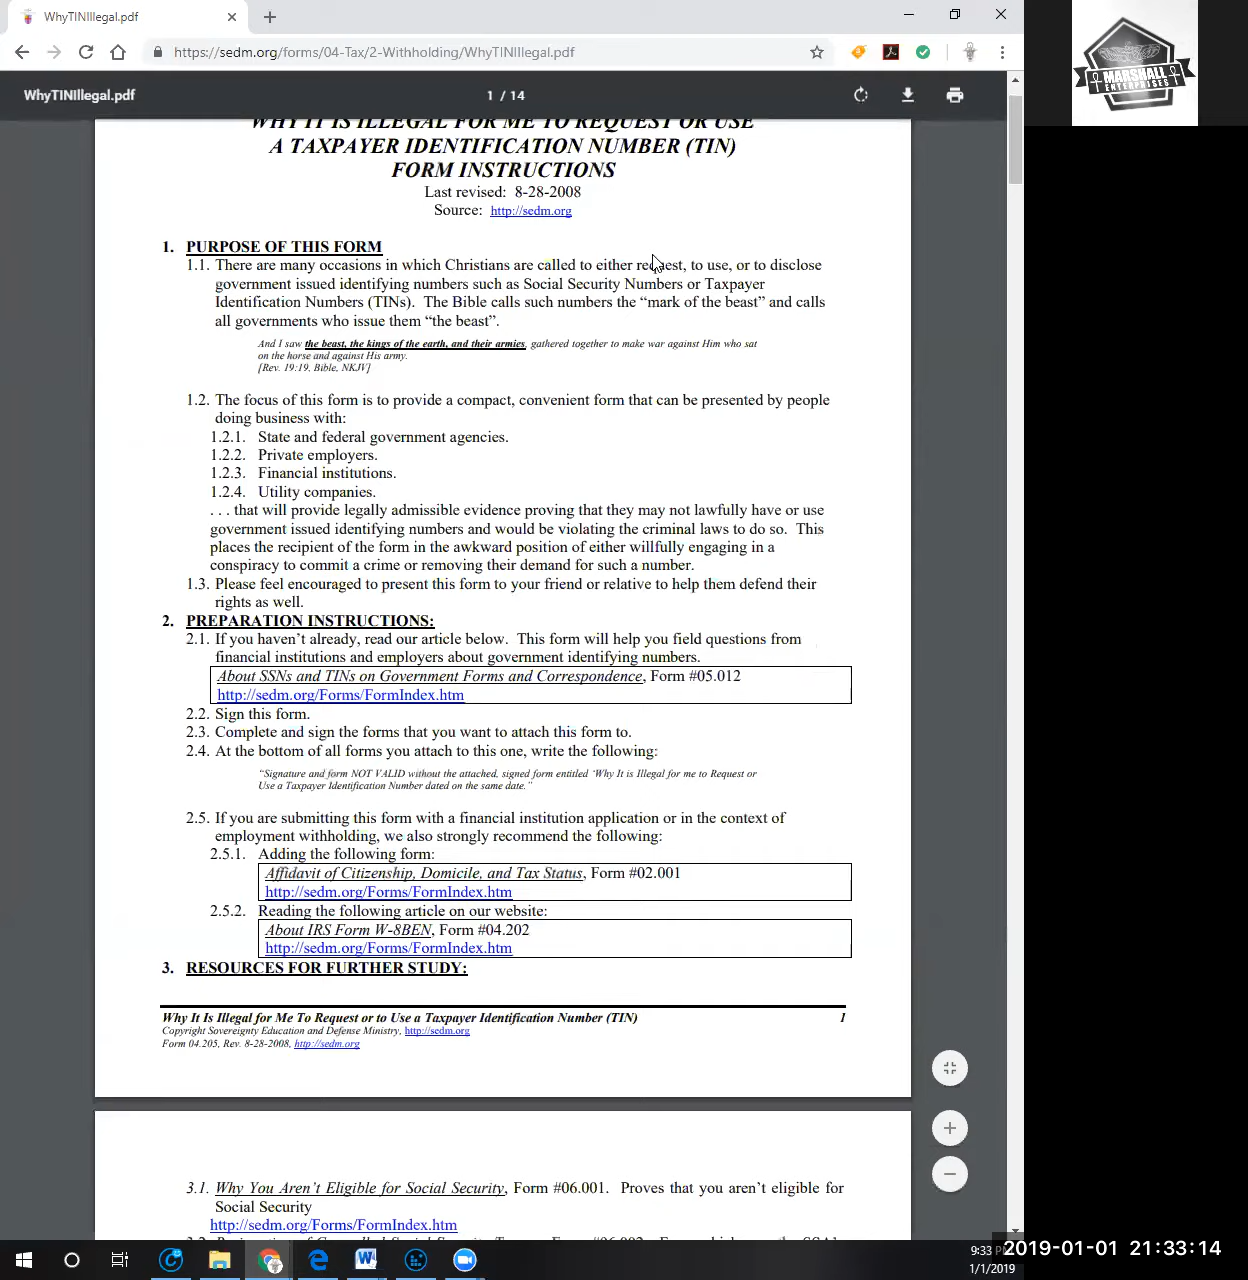 WhyTINIllegal.pdf
https://sedm.org/forms/04-Tax/2-Withholding/WhyTINIllegal.pdf
MARSHALL
ENTERPRISES
WhyTINIllegal.pdf
1 / 14
WHY IT IS ILLEGAL FOR ME TO REQUEST OR USE
A TAXPAYER IDENTIFICATION NUMBER (TIN)
FORM INSTRUCTIONS
Last revised: 8-28-2008
Source: http://sedm.org
1. PURPOSE OF THIS FORM
1.1. There are many occasions in which Christians are called to either request, to use, or to disclose
government issued identifying numbers such as Social Security Numbers or Taxpayer
Identification Numbers (TINs). The Bible calls such numbers the “mark of the beast” and calls
all governments who issue them “the beast”.
And I saw the beast, the kings of the earth, and their armies, gathered together to make war against Him who sat
on the horse and against His army.
[Rev. 19:19, Bible, NKJV]
1.2. The focus of this form is to provide a compact, convenient form that can be presented by people
doing business with:
1.2.1. State and federal government agencies.
1.2.2. Private employers.
1.2.3. Financial institutions.
1.2.4. Utility companies.
. . . that will provide legally admissible evidence proving that they may not lawfully have or use
government issued identifying numbers and would be violating the criminal laws to do so. This
places the recipient of the form in the awkward position of either willfully engaging in a
conspiracy to commit a crime or removing their demand for such a number.
1.3. Please feel encouraged to present this form to your friend or relative to help them defend their
rights as well.
2. PREPARATION INSTRUCTIONS:
2.1. If you haven’t already, read our article below. This form will help you field questions from
financial institutions and employers about government identifying numbers.
About SSNs and TINs on Government Forms and Correspondence, Form #05.012
http://sedm.org/Forms/FormIndex.htm
2.2. Sign this form.
2.3. Complete and sign the forms that you want to attach this form to.
2.4. At the bottom of all forms you attach to this one, write the following:
“Signature and form NOT VALID without the attached, signed form entitled ‘Why It is Illegal for me to Request or
Use a Taxpayer Identification Number dated on the same date.”
2.5. If you are submitting this form with a financial institution application or in the context of
employment withholding, we also strongly recommend the following:
2.5.1. Adding the following form:
Affidavit of Citizenship, Domicile, and Tax Status, Form #02.001
http://sedm.org/Forms/FormIndex.htm
2.5.2. Reading the following article on our website:
About IRS Form W-8BEN, Form #04.202
http://sedm.org/Forms/FormIndex.htm
3. RESOURCES FOR FURTHER STUDY:
Why It Is Illegal for Me To Request or to Use a Taxpayer Identification Number (TIN) 1
Copyright Sovereignty Education and Defense Ministry, http://sedm.org
Form 04.205, Rev. 8-28-2008, http://sedm.org
3.1. Why You Aren’t Eligible for Social Security, Form #06.001. Proves that you aren’t eligible for
Social Security
http://sedm.org/Forms/FormIndex.htm
9:33
1/1/2019
2019-01-01 21:33:14